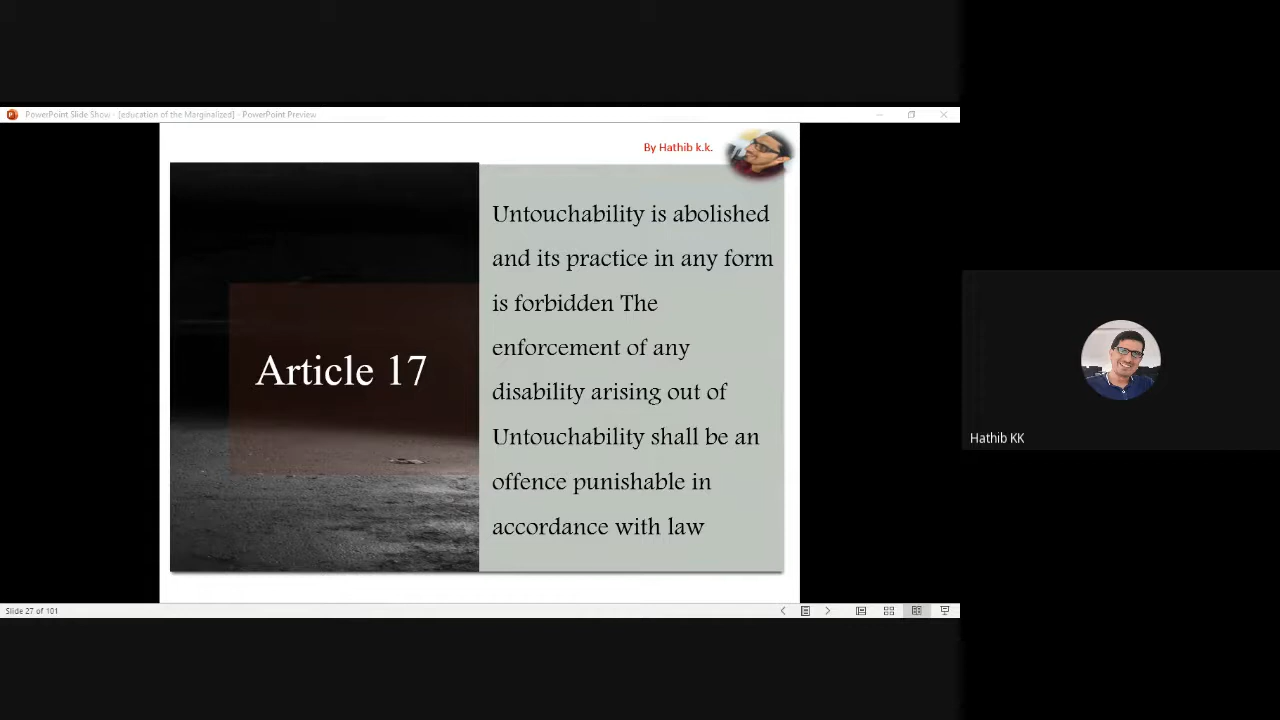 PowerPoint Slide Show - [education of the Marginalized] - PowerPoint Preview
By Hathib k.k.
Untouchability is abolished
and its practice in any form
is forbidden The
enforcement of any
disability arising out of
Untouchability shall be an
offence punishable in
accordance with law
Article 17
Hathib KK
Slide 27 of 101